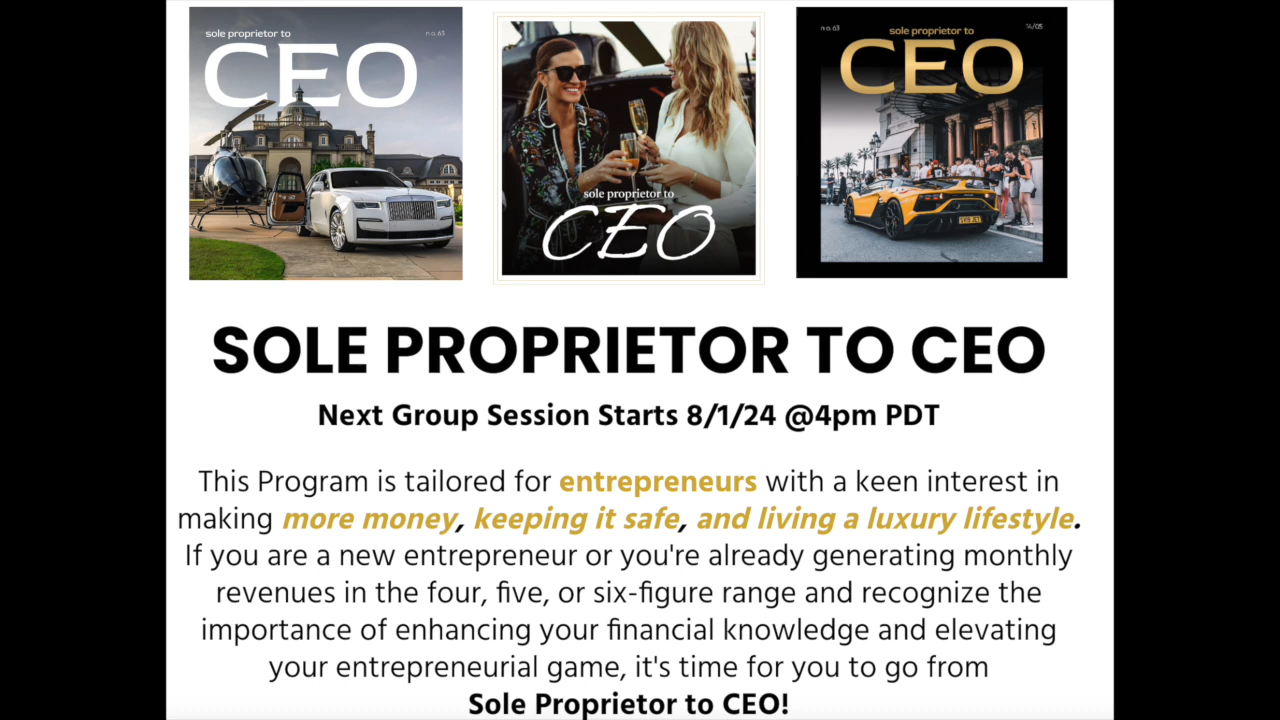 sole proprietor to
no. 63
CEO
sole proprietor to
CEO
no. 63
sole proprietor to
CEO
SOLE PROPRIETOR TO CEO
Next Group Session Starts 8/1/24 @4pm PDT
This Program is tailored for entrepreneurs with a keen interest in
making more money, keeping it safe, and living a luxury lifestyle.
If you are a new entrepreneur or you're already generating monthly
revenues in the four, five, or six-figure range and recognize the
importance of enhancing your financial knowledge and elevating
your entrepreneurial game, it's time for you to go from
Sole Proprietor to CEO!